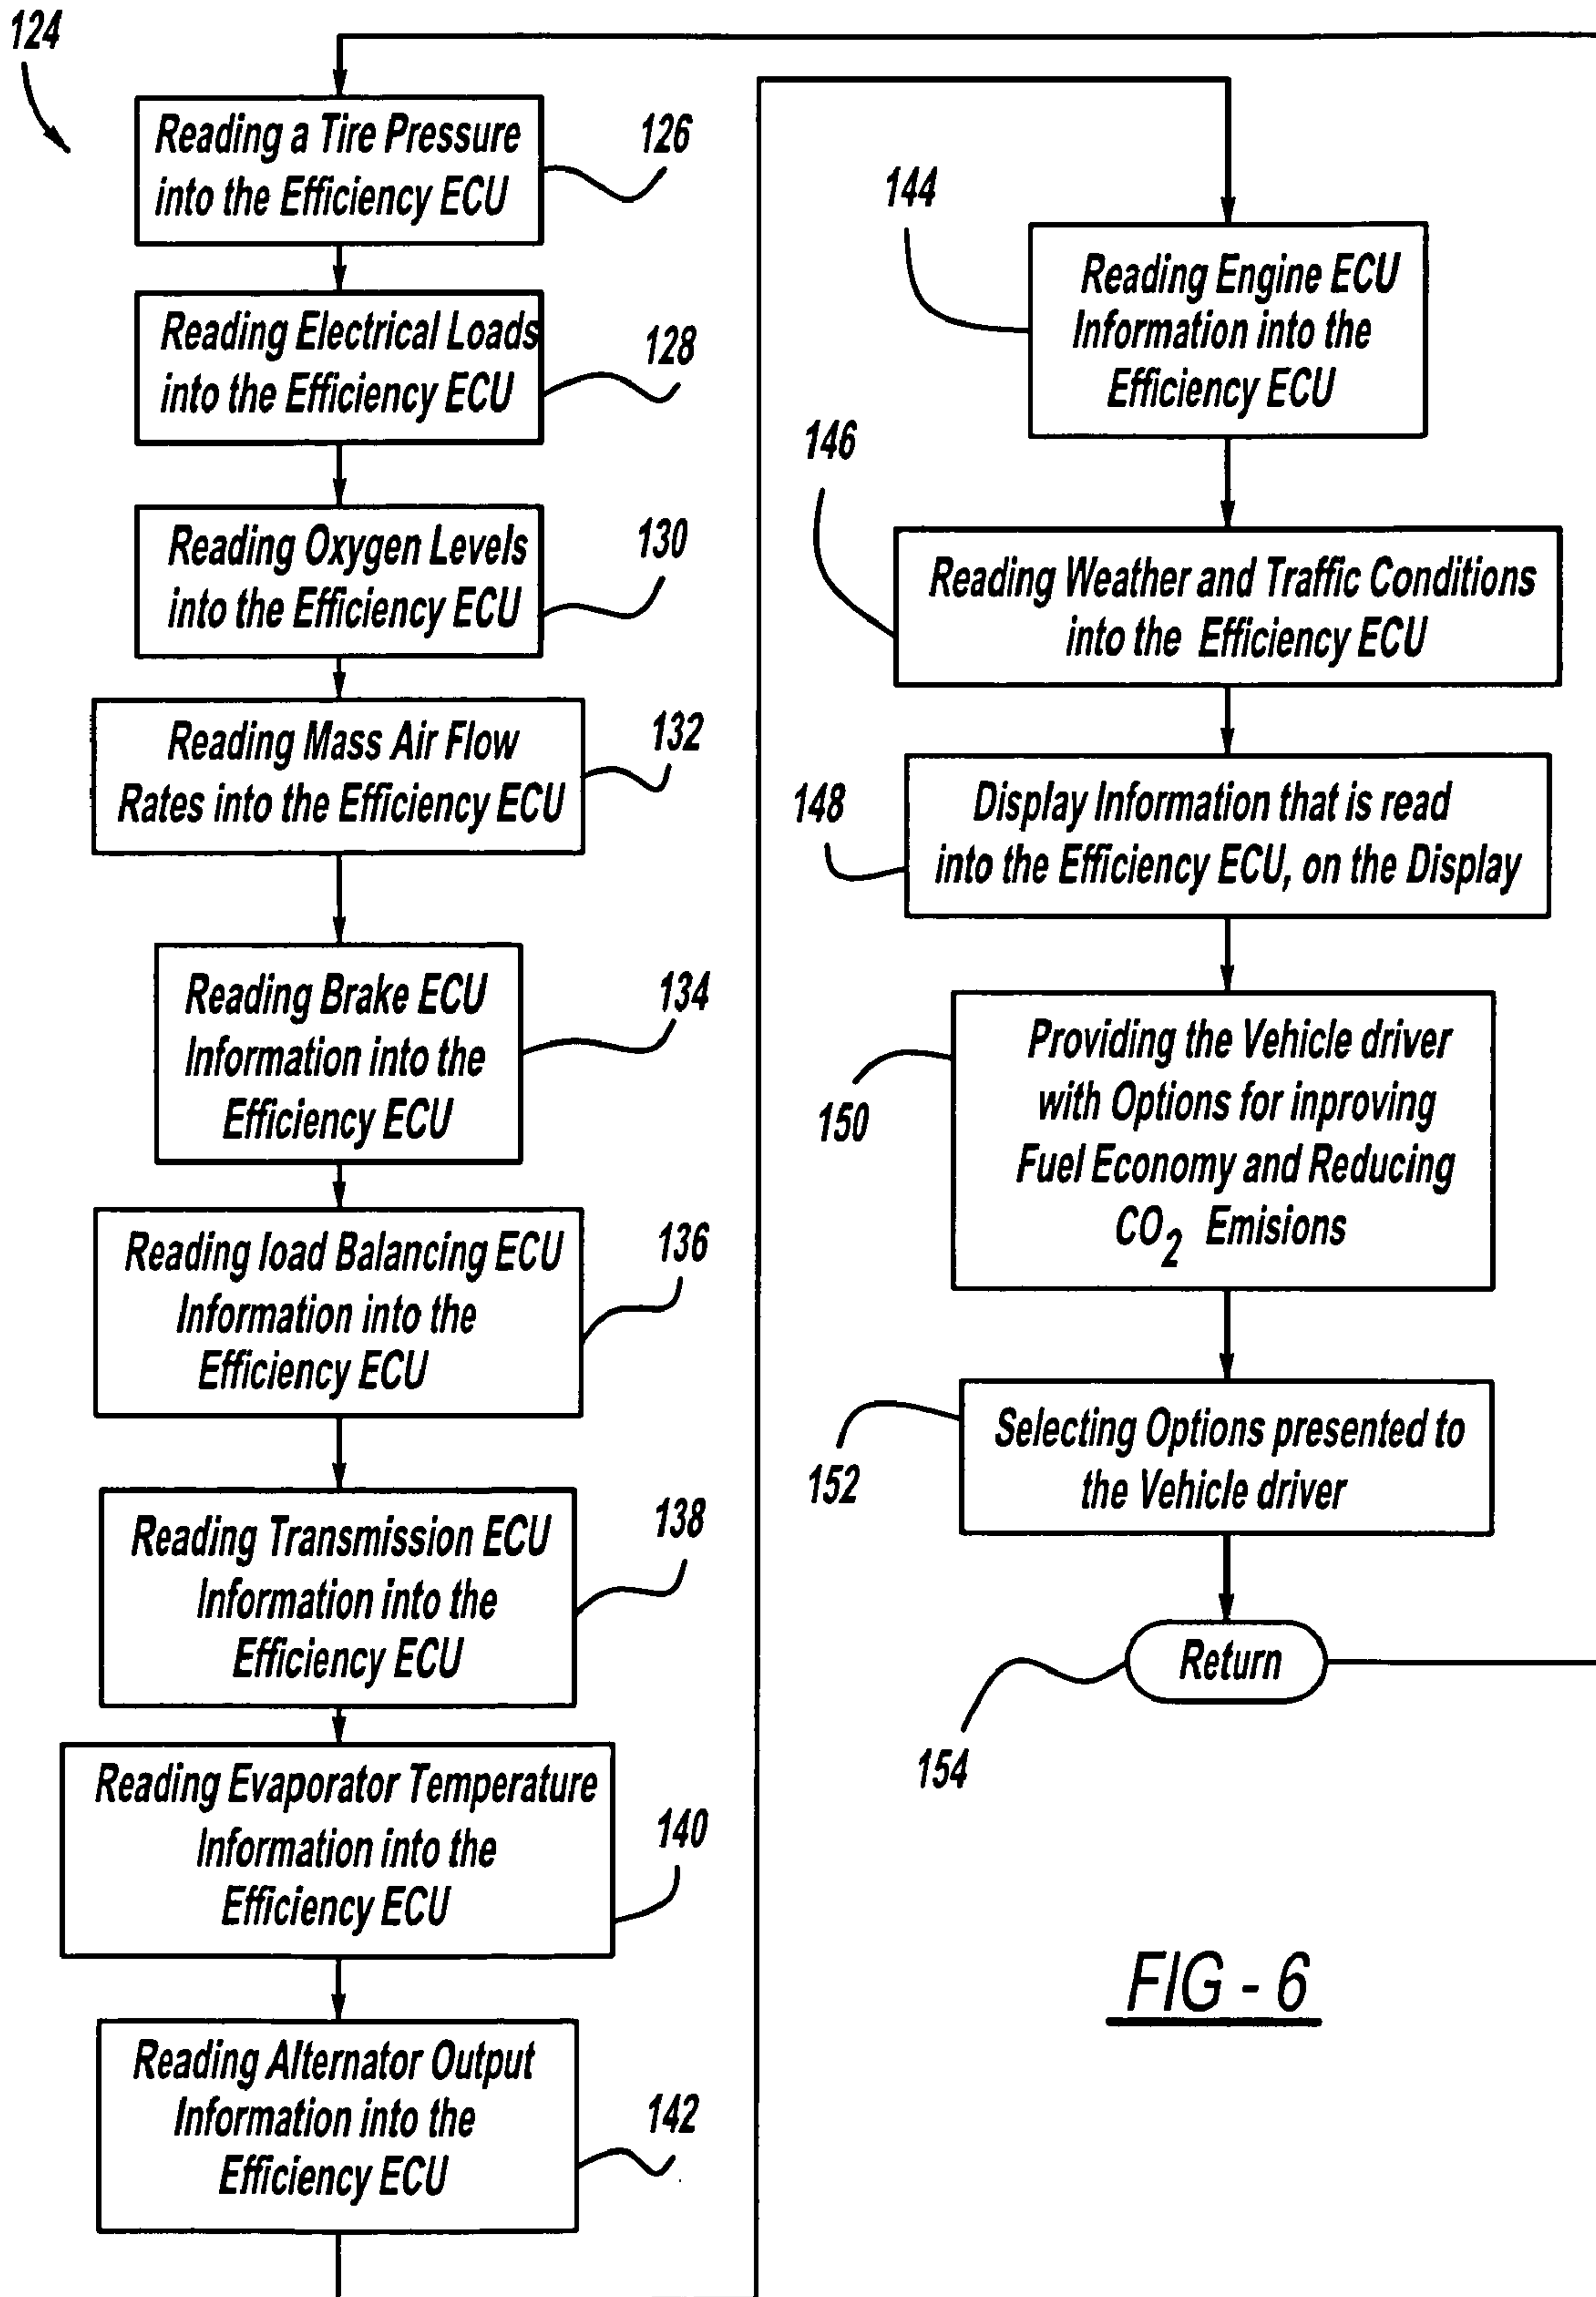 124
Reading a Tire Pressure
into the Efficiency ECU
126
Reading Electrical Loads
into the Efficiency ECU
128
Reading Oxygen Levels
into the Efficiency ECU
130
Reading Mass Air Flow
Rates into the Efficiency ECU
132
Reading Brake ECU
Information into the
Efficiency ECU
134
Reading load Balancing ECU
Information into the
Efficiency ECU
136
Reading Transmission ECU
Information into the
Efficiency ECU
138
Reading Evaporator Temperature
Information into the
Efficiency ECU
140
Reading Alternator Output
Information into the
Efficiency ECU
142
144
Reading Engine ECU
Information into the
Efficiency ECU
146
Reading Weather and Traffic Conditions
into the Efficiency ECU
148
Display Information that is read
into the Efficiency ECU, on the Display
150
Providing the Vehicle driver
with Options for inproving
Fuel Economy and Reducing
CO2 Emisions
152
Selecting Options presented to
the Vehicle driver
Return
154
FIG - 6